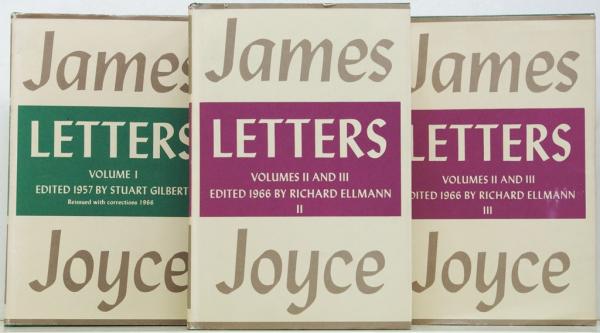 James
LETTERS
VOLUME I
EDITED 1957 BY STUART GILBERT
Reissued with corrections 1966
Joyce
James
LETTERS
VOLUMES II AND III
EDITED 1966 BY RICHARD ELLMANN
II
Joyce
James
LETTERS
VOLUMES II AND III
DITED 1966 BY RICHARD ELLMANN
III
Joyce